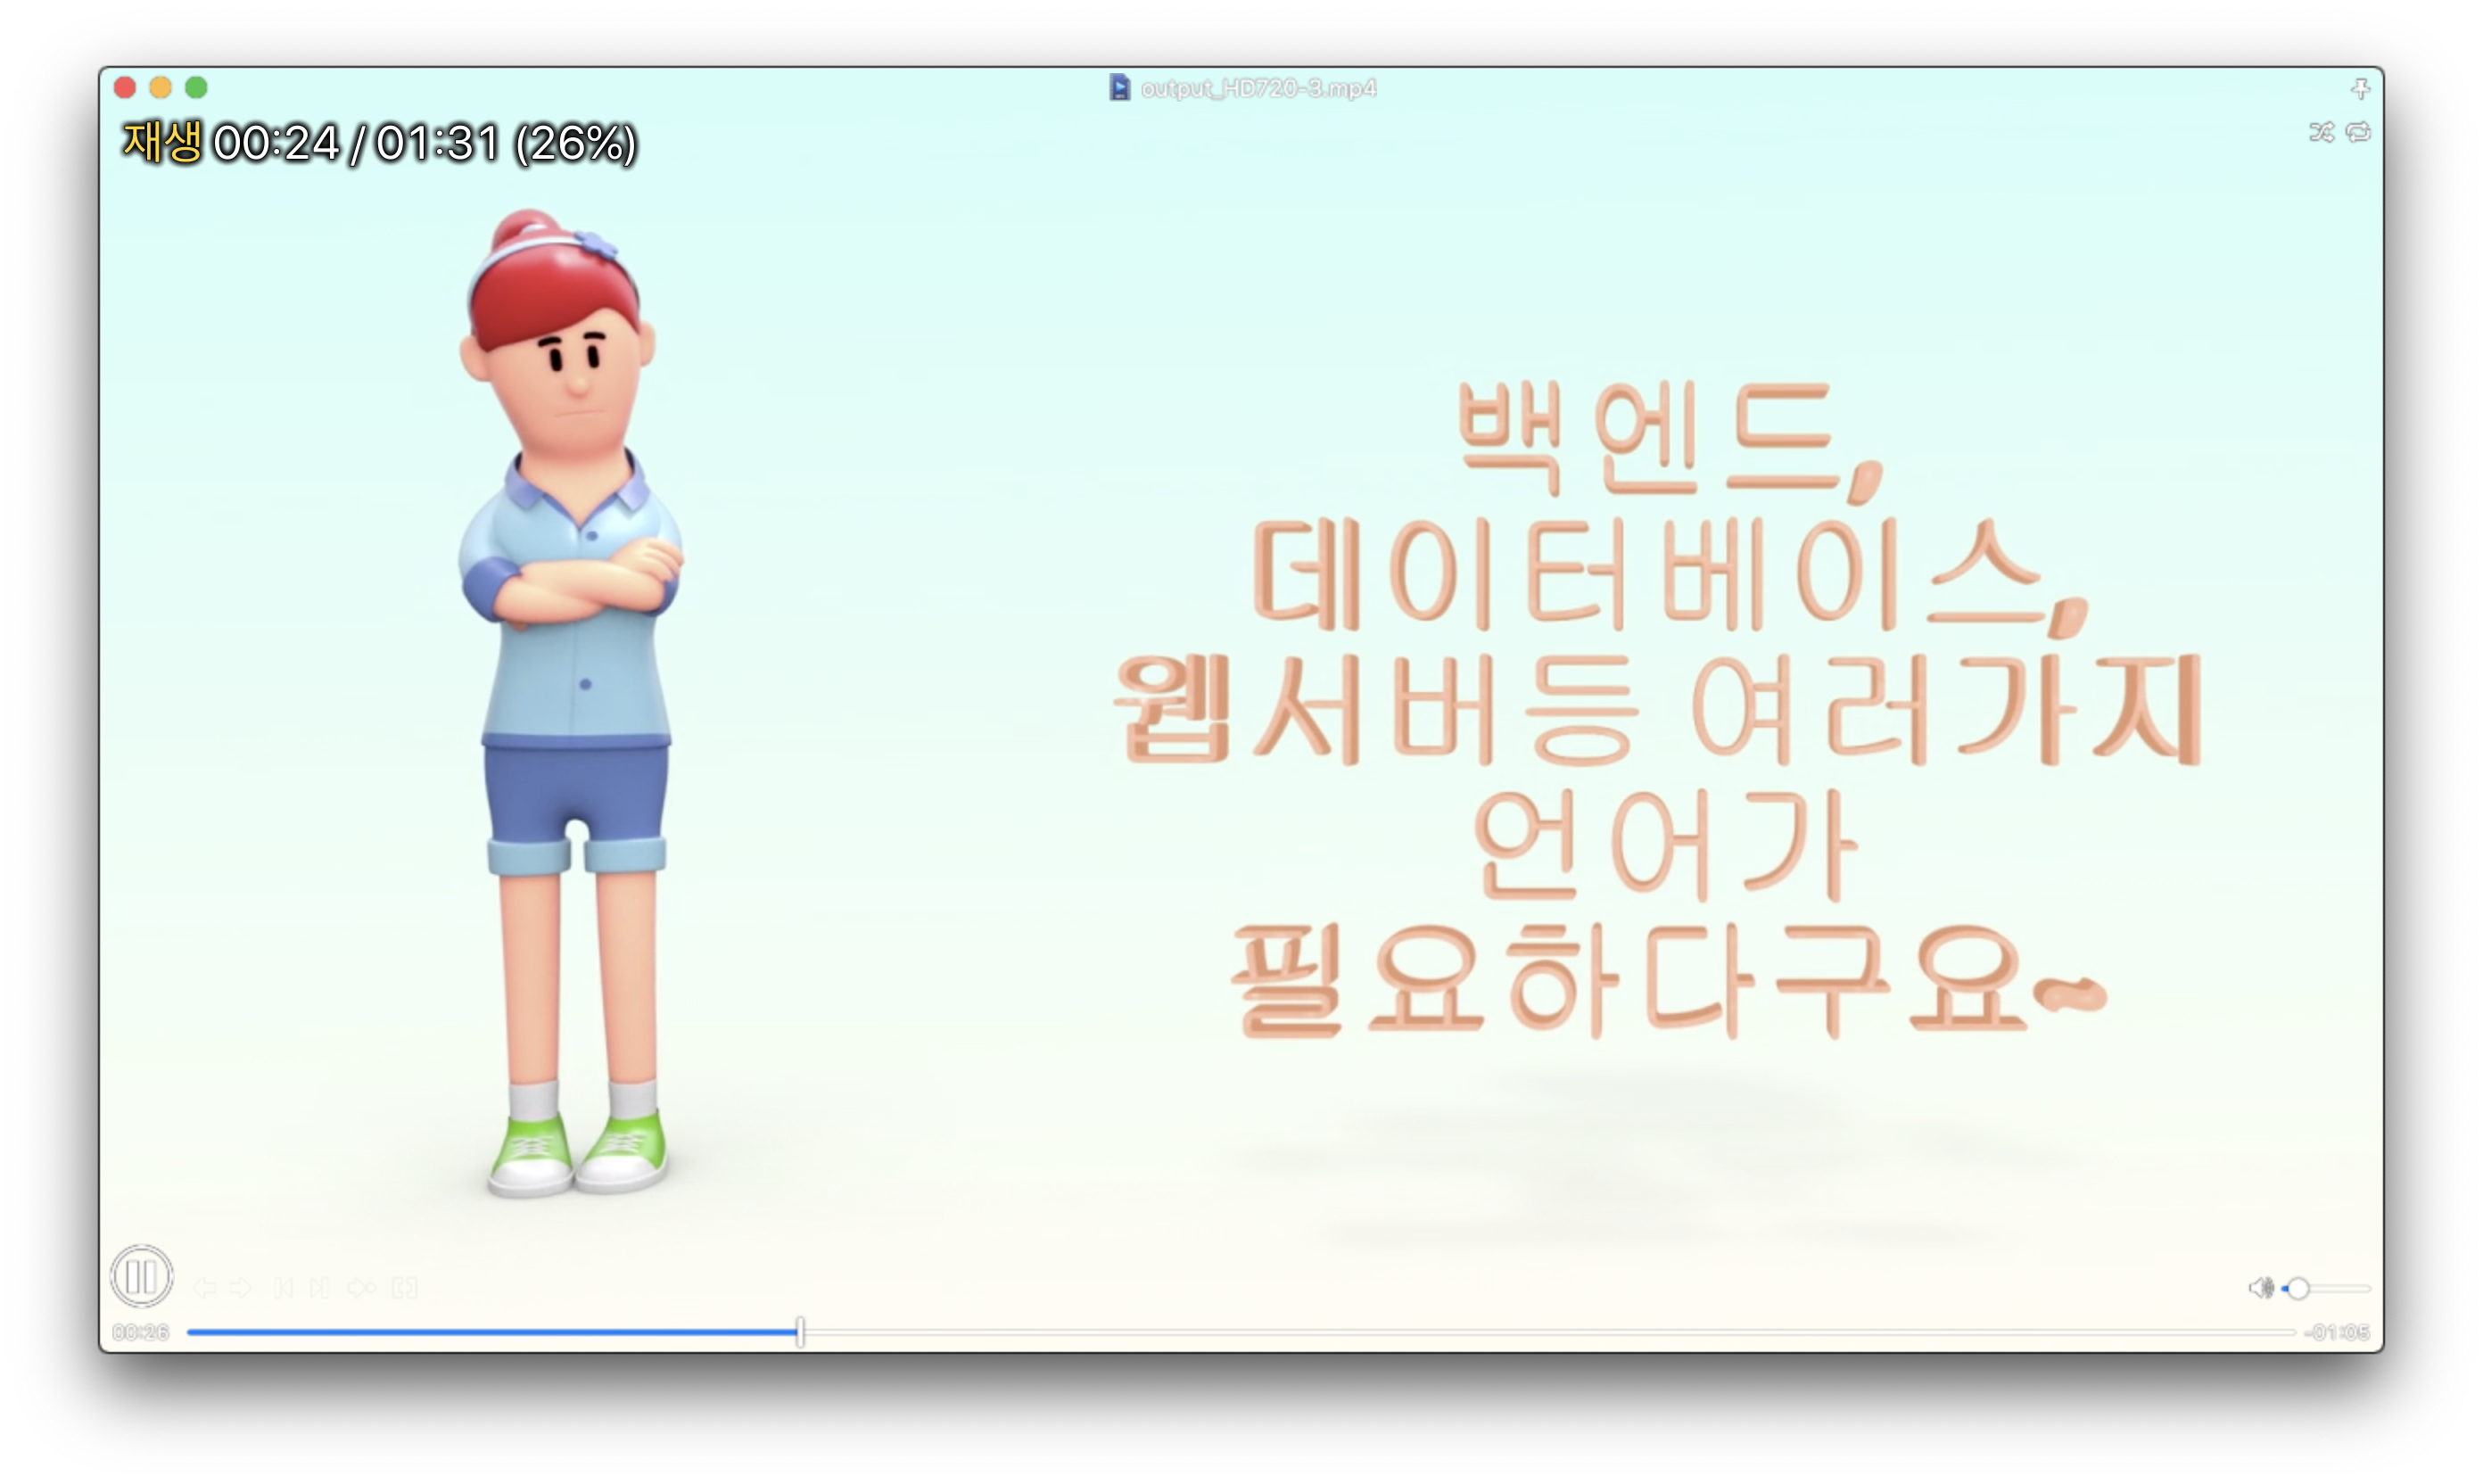 output_HD720-3.mp4
재생 00:24 / 01:31 (26%)
백엔드,
데이터베이스,
웹서버등 여러가지
언어가
필요하다구요~
00:26
-01:05